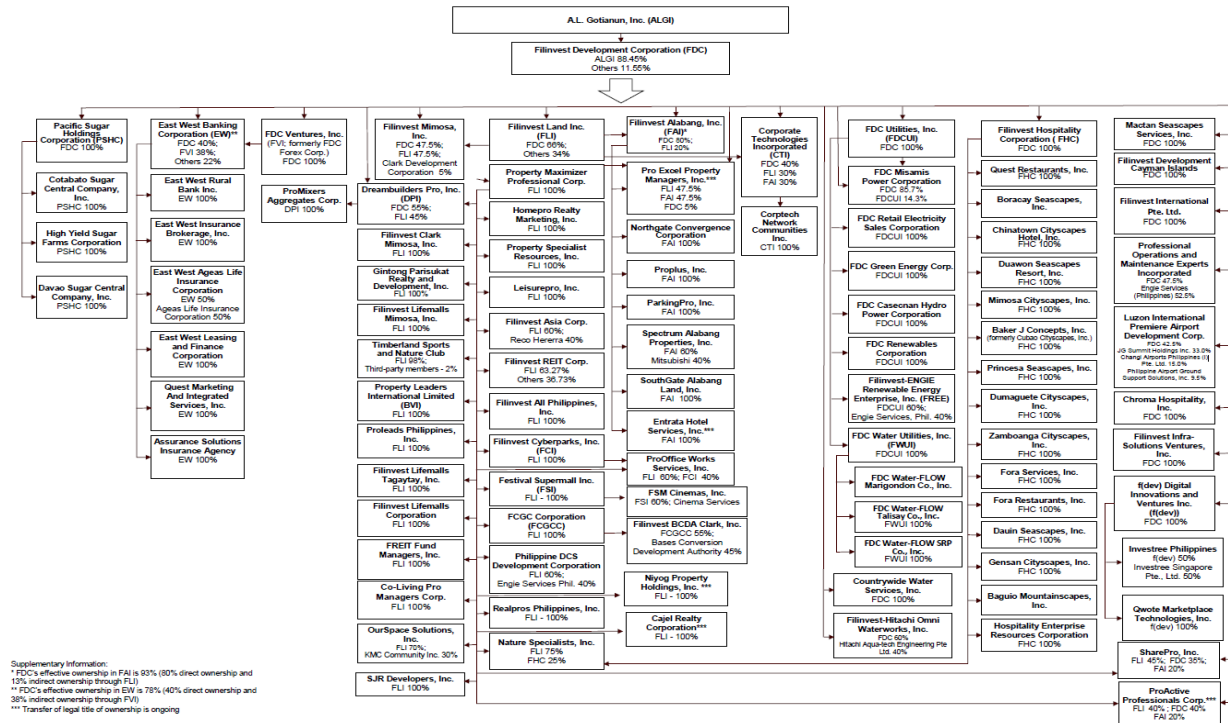 A.L. Gotianun, Inc. (ALGI)
Filinvest Development Corporation (FDC)
ALGI 88.45%
Others 11.55%
Pacific Sugar
Holdings
Corporation (PSHC)
FDC 100%
Cotabato Sugar
Central Company,
Inc.
PSHC 100%
High Yield Sugar
Farms Corporation
PSHC 100%
Davao Sugar Central
Company, Inc.
PSHC 100%
East West Banking
Corporation (EW)**
FDC 40%;
FVI 38%;
Others 22%
East West Rural
Bank Inc.
EW 100%
East West Insurance
Brokerage, Inc.
EW 100%
East West Ageas Life
Insurance
Corporation
EW 50%
Ageas Life Insurance
Corporation 50%
East West Leasing
and Finance
Corporation
EW 100%
Quest Marketing
And Integrated
Services, Inc.
EW 100%
Assurance Solutions
Insurance Agency
EW 100%
FDC Ventures, Inc.
(FVI; formerly FDC
Forex Corp.)
FDC 100%
ProMixers
Aggregates Corp.
DPI 100%
Filinvest Mimosa,
Inc.
FDC 47.5%;
FLI 47.5%;
Clark Development
Corporation 5%
Dreambuilders Pro, Inc.
(DPI)
FDC 55%;
FLI 45%
Filinvest Clark
Mimosa, Inc.
FLI 100%
Gintong Parisukat
Realty and
Development, Inc.
FLI 100%
Filinvest Lifemalls
Mimosa, Inc.
FLI 100%
Timberland Sports
and Nature Club
FLI 98%;
Third-party members - 2%
Property Leaders
International Limited
(BVI)
FLI 100%
Proleads Philippines,
Inc.
FLI 100%
Filinvest Lifemalls
Tagaytay, Inc.
FLI 100%
Filinvest Lifemalls
Corporation
FLI 100%
FREIT Fund
Managers, Inc.
FLI 100%
Co-Living Pro
Managers Corp.
FLI 100%
OurSpace Solutions,
Inc.
FLI 70%;
KMC Community Inc. 30%
SJR Developers, Inc.
FLI 100%
Filinvest Land Inc.
(FLI)
FDC 66%;
Others 34%
Property Maximizer
Professional Corp.
FLI 100%
Homepro Realty
Marketing, Inc.
FLI 100%
Property Specialist
Resources, Inc.
FLI 100%
Leisurepro, Inc.
FLI 100%
Filinvest Asia Corp.
FLI 60%;
Reco Hererra 40%
Filinvest REIT Corp.
FLI 63.27%
Others 36.73%
Filinvest All Philippines,
Inc.
FLI 100%
Filinvest Cyberparks, Inc.
(FCI)
FLI 100%
Festival Supermall Inc.
(FSI)
FLI - 100%
FCGC Corporation
(FCGCC)
FLI 100%
Philippine DCS
Development Corporation
FLI 60%;
Engie Services Phil. 40%
Realpros Philippines, Inc.
FLI - 100%
Nature Specialists, Inc.
FLI 75%
FHC 25%
Filinvest Alabang, Inc.
(FAI)*
FDC 80%;
FLI 20%
Pro Excel Property
Managers, Inc.***
FLI 47.5%
FAI 47.5%
FDC 5%
Northgate Convergence
Corporation
FAI 100%
Proplus, Inc.
FAI 100%
ParkingPro, Inc.
FAI 100%
Spectrum Alabang
Properties, Inc.
FAI 60%
Mitsubishi 40%
SouthGate Alabang
Land, Inc.
FAI 100%
Entrata Hotel
Services, Inc.***
FAI 100%
ProOffice Works
Services, Inc.
FLI 60%; FCI 40%
FSM Cinemas, Inc.
FSI 60%; Cinema Services
Filinvest BCDA Clark, Inc.
FCGCC 55%;
Bases Conversion
Development Authority 45%
Niyog Property
Holdings, Inc. ***
FLI - 100%
Cajel Realty
Corporation***
FLI - 100%
Corporate
Technologies
Incorporated
(CTI)
FDC 40%
FLI 30%
FAI 30%
Corptech
Network
Communities
Inc.
CTI 100%
FDC Utilities, Inc.
(FDCUI)
FDC 100%
FDC Misamis
Power Corporation
FDC 85.7%
FDCUI 14.3%
FDC Retail Electricity
Sales Corporation
FDCUI 100%
FDC Green Energy Corp.
FDCUI 100%
FDC Casecnan Hydro
Power Corporation
FDCUI 100%
FDC Renewables
Corporation
FDCUI 100%
Filinvest-ENGIE
Renewable Energy
Enterprise, Inc. (FREE)
FDCUI 60%;
Engie Services, Phil. 40%
FDC Water Utilities, Inc.
(FWUI)
FDCUI 100%
FDC Water-FLOW
Marigondon Co., Inc.
FDC Water-FLOW
Talisay Co., Inc.
FWUI 100%
FDC Water-FLOW SRP
Co., Inc.
FWUI 100%
Countrywide Water
Services, Inc.
FDC 100%
Filinvest-Hitachi Omni
Waterworks, Inc.
FDC 60%
Hitachi Aqua-tech Engineering Pte
Ltd. 40%
Filinvest Hospitality
Corporation ( FHC)
FDC 100%
Quest Restaurants, Inc.
FHC 100%
Boracay Seascapes,
Inc.
Chinatown Cityscapes
Hotel, Inc.
FHC 100%
Duawon Seascapes
Resort, Inc.
FHC 100%
Mimosa Cityscapes, Inc.
FHC 100%
Baker J Concepts, Inc.
(formerly Cubao Cityscapes, Inc.)
FHC 100%
Princesa Seascapes, Inc.
FHC 100%
Dumaguete Cityscapes,
Inc.
FHC 100%
Zamboanga Cityscapes,
Inc.
FHC 100%
Fora Services, Inc.
FHC 100%
Fora Restaurants, Inc.
FHC 100%
Dauin Seascapes, Inc.
FHC 100%
Gensan Cityscapes, Inc.
FHC 100%
Baguio Mountainscapes,
Inc.
Hospitality Enterprise
Resources Corporation
FHC 100%
Mactan Seascapes
Services, Inc.
FDC 100%
Filinvest Development
Cayman Islands
FDC 100%
Filinvest International
Pte. Ltd.
FDC 100%
Professional
Operations and
Maintenance Experts
Incorporated
FDC 47.5%
Engie Services
(Philippines) 52.5%
Luzon International
Premiere Airport
Development Corp.
FDC 42.5%
JG Summit Holdings Inc. 33.0%
Changi Airports Philippines (I)
Pte. Ltd. 15.0%
Philippine Airport Ground
Support Solutions, Inc. 9.5%
Chroma Hospitality,
Inc.
FDC 100%
Filinvest Infra-
Solutions Ventures,
Inc.
FDC 100%
f(dev) Digital
Innovations and
Ventures Inc.
(f(dev))
FDC 100%
Investree Philippines
f(dev) 50%
Investree Singapore
Pte., Ltd. 50%
Qwote Marketplace
Technologies, Inc.
f(dev) 100%
SharePro, Inc.
FLI 45%; FDC 35%;
FAI 20%
ProActive
Professionals Corp.***
FLI 40%; FDC 40%
FAI 20%
Supplementary Information:
* FDC's effective ownership in FAI is 93% (80% direct ownership and
13% indirect ownership through FLI)
** FDC's effective ownership in EW is 78% (40% direct ownership and
38% indirect ownership through FVI)
*** Transfer of legal title of ownership is ongoing